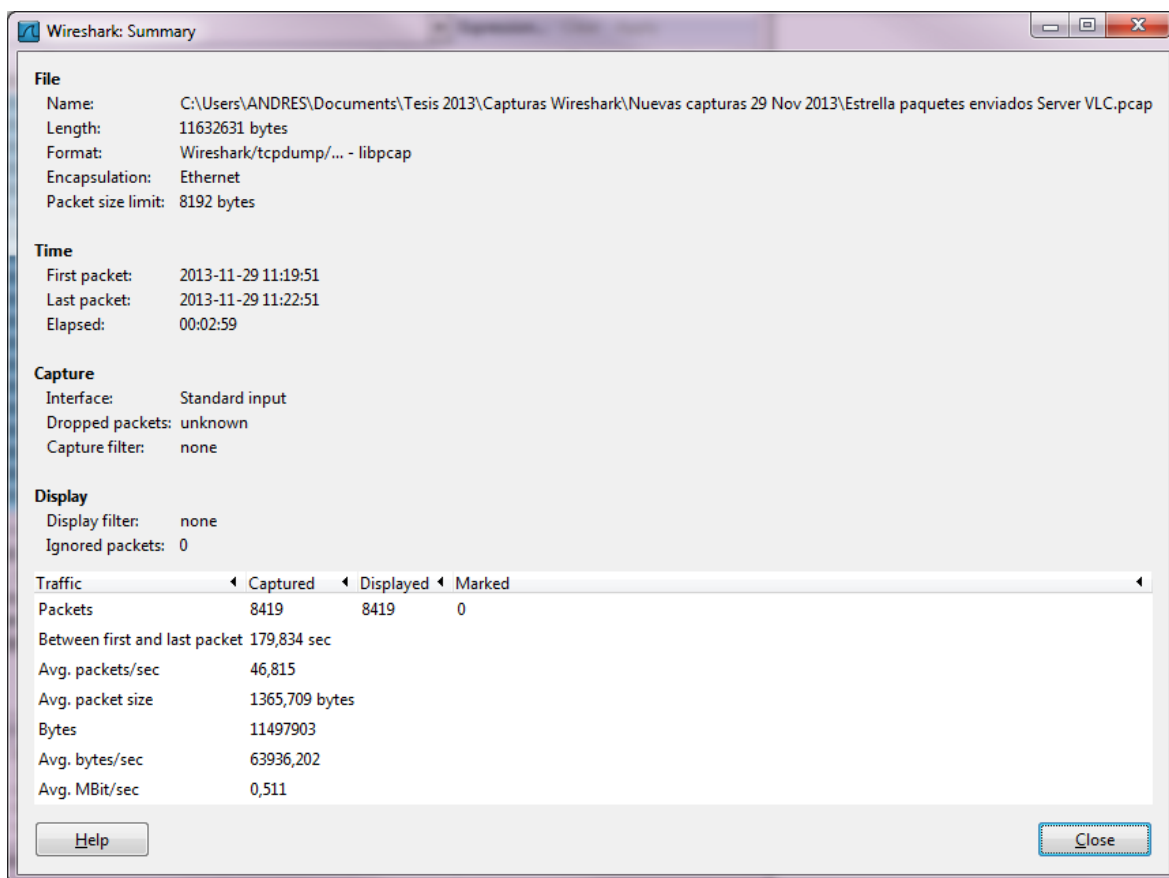 Wireshark: Summary
File
Name: C:\Users\ANDRES\Documents\Tesis 2013\Capturas Wireshark\Nuevas capturas 29 Nov 2013\Estrella paquetes enviados Server VLC.pcap
Length: 11632631 bytes
Format: Wireshark/tcpdump/... - libpcap
Encapsulation: Ethernet
Packet size limit: 8192 bytes
Time
First packet: 2013-11-29 11:19:51
Last packet: 2013-11-29 11:22:51
Elapsed: 00:02:59
Capture
Interface: Standard input
Dropped packets: unknown
Capture filter: none
Display
Display filter: none
Ignored packets: 0
Traffic Captured Displayed Marked
Packets 8419 8419 0
Between first and last packet 179,834 sec
Avg. packets/sec 46,815
Avg. packet size 1365,709 bytes
Bytes 11497903
Avg. bytes/sec 63936,202
Avg. MBit/sec 0,511
Help Close